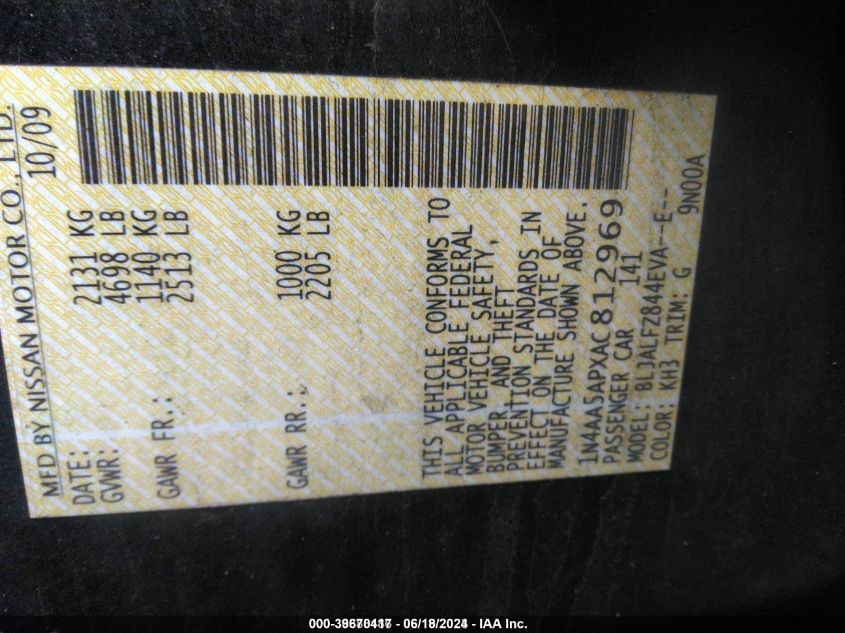 MFD BY NISSAN MOTOR CO., LTD.
DATE: 10/09
GVWR: 2131 KG
4698 LB
GAWR FR.: 1140 KG
2513 LB
GAWR RR.: 1000 KG
2205 LB
THIS VEHICLE CONFORMS TO
ALL APPLICABLE FEDERAL
MOTOR VEHICLE SAFETY,
BUMPER, AND THEFT
PREVENTION STANDARDS IN
EFFECT ON THE DATE OF
MANUFACTURE SHOWN ABOVE.
1N4AA5APXAC812969
PASSENGER CAR 141
MODEL: BLJALFZ844EVA--E--
COLOR: KH3 TRIM: G 9N00A
06/18/2024 - IAA Inc.